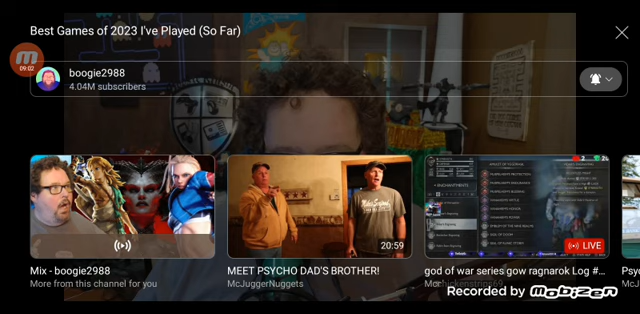 Best Games of 2023 I've Played (So Far)
09:02
boogie2988
4.04M subscribers
20:59
LIVE
Mix - boogie2988
More from this channel for you
MEET PSYCHO DAD'S BROTHER!
McJuggerNuggets
god of war series gow ragnarok Log #...
Psyc
McJ
Recorded by MOBIZEN